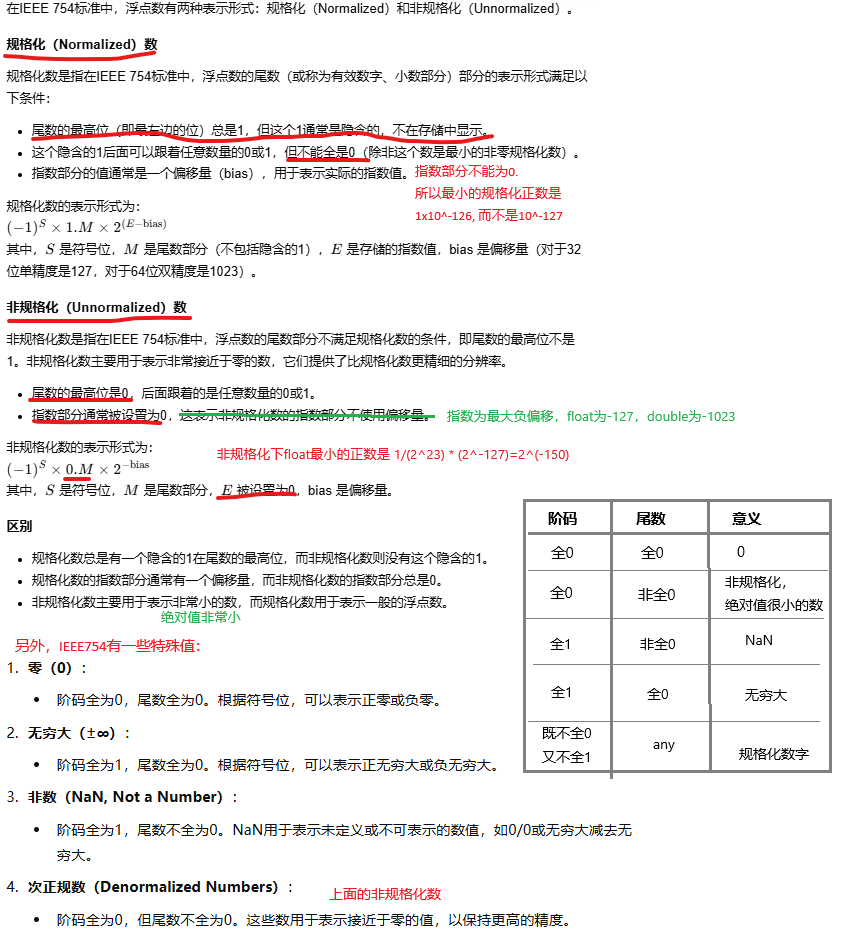 在IEEE 754标准中，浮点数有两种表示形式：规格化（Normalized）和非规格化（Unnormalized）。
规格化（Normalized）数
规格化数是指在IEEE 754标准中，浮点数的尾数（或称为有效数字、小数部分）部分的表示形式满足以
下条件：
• 尾数的最高位（即最左边的位）总是1，但这个1通常是隐含的，不在存储中显示。
• 这个隐含的1后面可以跟着任意数量的0或1，但不能全是0（除非这个数是最小的非零规格化数）。
• 指数部分的值通常是一个偏移量（bias），用于表示实际的指数值。
指数部分不能为0.
所以最小的规格化正数是
1x10^-126, 而不是10^-127
规格化数的表示形式为：
(−1)^S × 1.M × 2^(E−bias)
其中，S 是符号位，M 是尾数部分（不包括隐含的1），E 是存储的指数值，bias 是偏移量（对于32
位单精度是127，对于64位双精度是1023）。
非规格化（Unnormalized）数
非规格化数是指在IEEE 754标准中，浮点数的尾数部分不满足规格化数的条件，即尾数的最高位不是
1。非规格化数主要用于表示非常接近于零的数，它们提供了比规格化数更精细的分辨率。
• 尾数的最高位是0，后面跟着的是任意数量的0或1。
• 指数部分通常被设置为0，这表示非规格化数的指数部分不使用偏移量。
指数为最大负偏移，float为-127，double为-1023
非规格化数的表示形式为：
非规格化下float最小的正数是 1/(2^23) * (2^-127)=2^(-150)
(−1)^S × 0.M × 2^−bias
其中，S 是符号位，M 是尾数部分，E 被设置为0，bias 是偏移量。
区别
• 规格化数总是有一个隐含的1在尾数的最高位，而非规格化数则没有这个隐含的1。
• 规格化数的指数部分通常有一个偏移量，而非规格化数的指数部分总是0。
• 非规格化数主要用于表示非常小的数，而规格化数用于表示一般的浮点数。
绝对值非常小
另外，IEEE754有一些特殊值：
1. 零（0）：
• 阶码全为0，尾数全为0。根据符号位，可以表示正零或负零。
2. 无穷大（±∞）：
• 阶码全为1，尾数全为0。根据符号位，可以表示正无穷大或负无穷大。
3. 非数（NaN, Not a Number）：
• 阶码全为1，尾数不全为0。NaN用于表示未定义或不可表示的数值，如0/0或无穷大减去无
穷大。
4. 次正规数（Denormalized Numbers）：
上面的非规格化数
• 阶码全为0，但尾数不全为0。这些数用于表示接近于零的值，以保持更高的精度。
阶码 尾数 意义
全0 全0 0
全0 非全0 非规格化，
绝对值很小的数
全1 非全0 NaN
全1 全0 无穷大
既不全0
又不全1 any 规格化数字